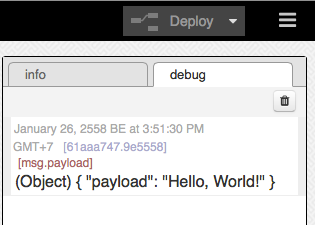 Deploy
info
debug
January 26, 2558 BE at 3:51:30 PM
GMT+7 [61aaa747.9e5558]
[msg.payload]
(Object) { "payload": "Hello, World!" }